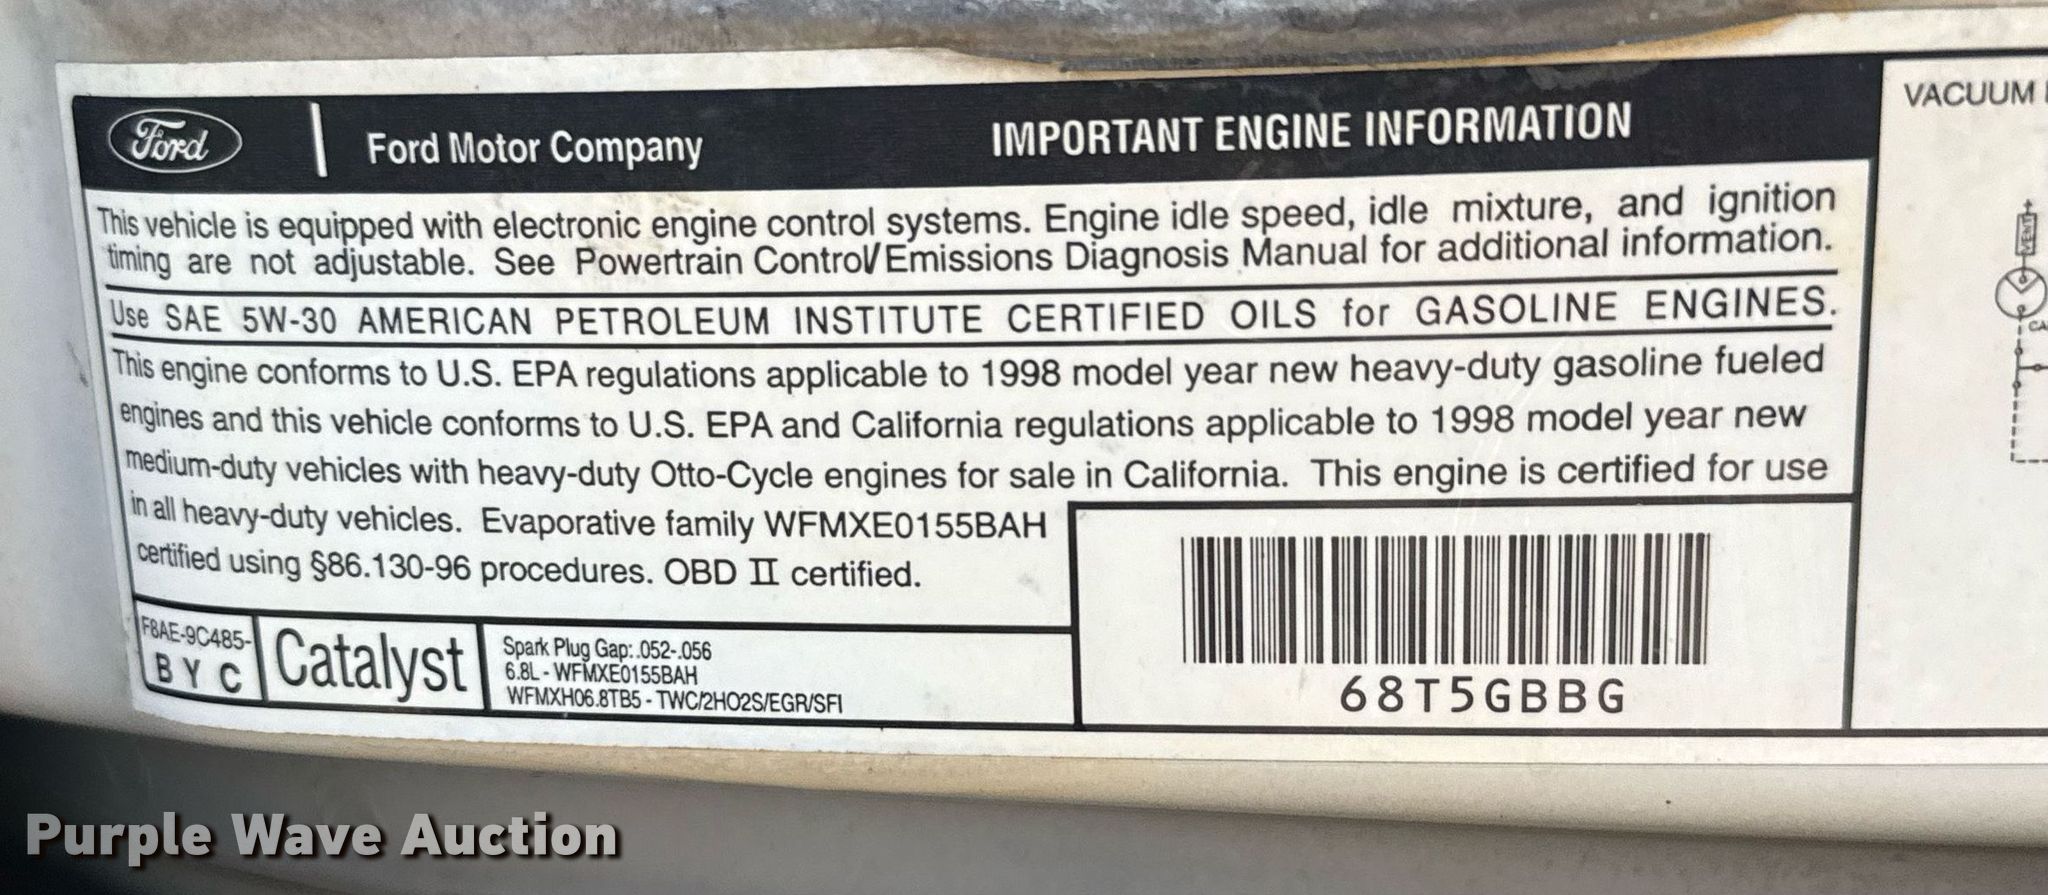 Ford
Ford Motor Company
IMPORTANT ENGINE INFORMATION
This vehicle is equipped with electronic engine control systems. Engine idle speed, idle mixture, and ignition
timing are not adjustable. See Powertrain Control/Emissions Diagnosis Manual for additional information.
Use SAE 5W-30 AMERICAN PETROLEUM INSTITUTE CERTIFIED OILS for GASOLINE ENGINES.
This engine conforms to U.S. EPA regulations applicable to 1998 model year new heavy-duty gasoline fueled
engines and this vehicle conforms to U.S. EPA and California regulations applicable to 1998 model year new
medium-duty vehicles with heavy-duty Otto-Cycle engines for sale in California. This engine is certified for use
in all heavy-duty vehicles. Evaporative family WFMXE0155BAH
certified using §86.130-96 procedures. OBD II certified.
F8AE-9C485-
B Y C
Catalyst
Spark Plug Gap: .052-.056
6.8L - WFMXE0155BAH
WFMXH06.8TB5 - TWC/2HO2S/EGR/SFI
68T5GBBG
VACUUM
VENT
CA
Purple Wave Auction